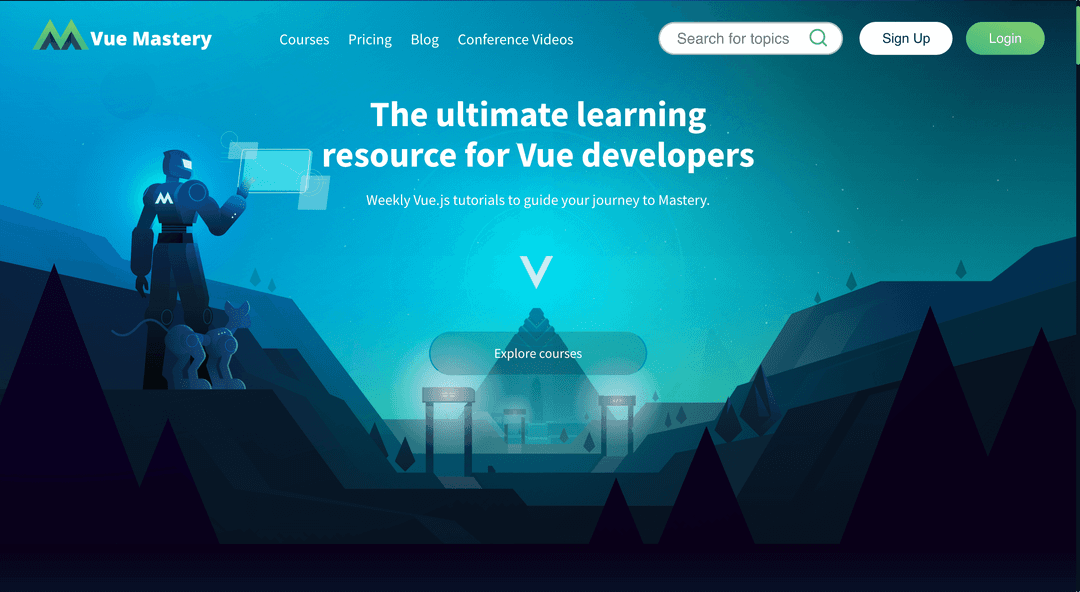 Vue Mastery
Courses
Pricing
Blog
Conference Videos
Search for topics
Sign Up
Login
The ultimate learning
resource for Vue developers
Weekly Vue.js tutorials to guide your journey to Mastery.
Explore courses